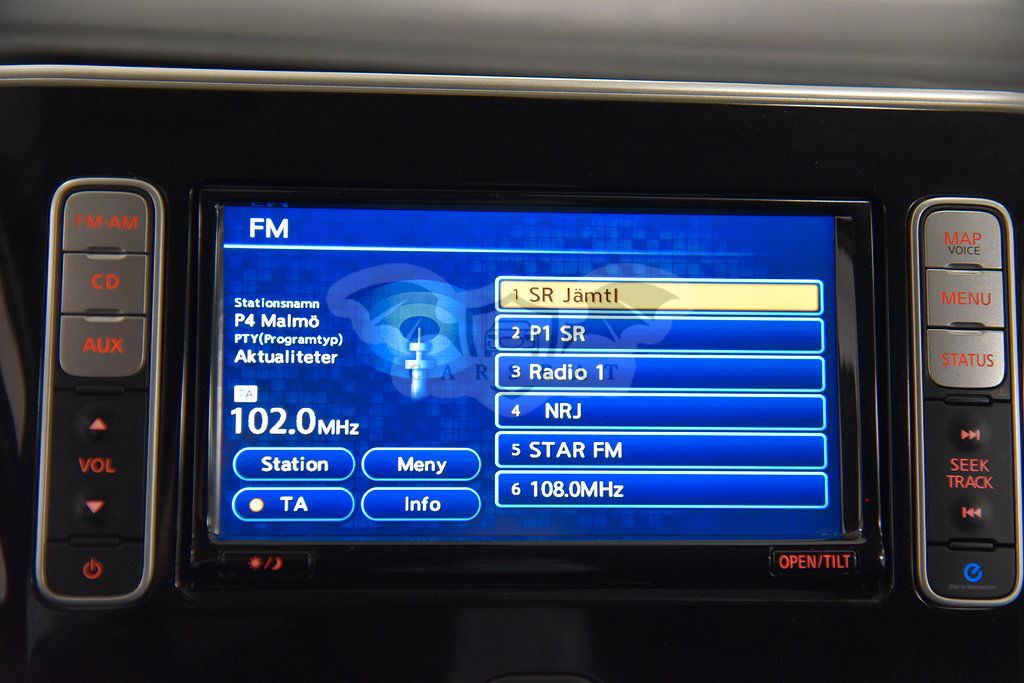 FM-AM
CD
AUX
VOL
FM
Stationsnamn
P4 Malmö
PTY(Programtyp)
Aktualiteter
TA
102.0MHz
Station
Meny
TA
Info
1 SR Jämtl
2 P1 SR
3 Radio 1
4 NRJ
5 STAR FM
6 108.0MHz
OPEN/TILT
MAP
VOICE
MENU
STATUS
SEEK
TRACK
Zero Emission